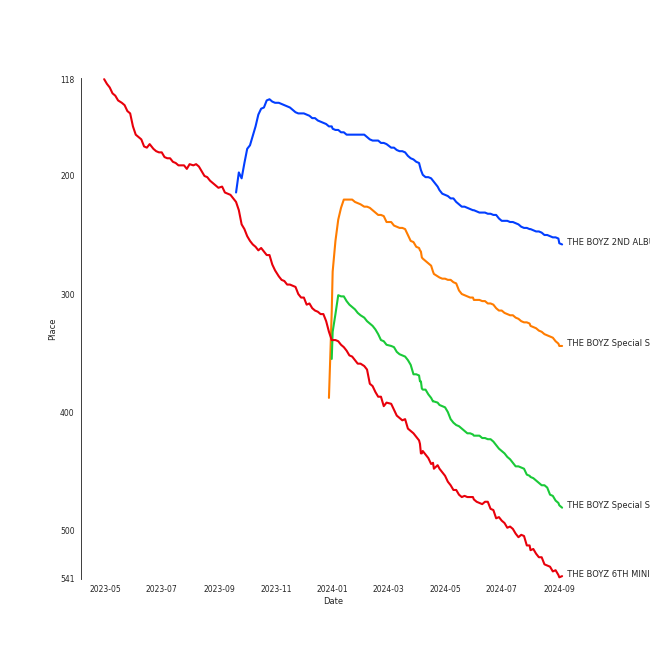 118
200
300
400
500
541
Place
2023-05
2023-07
2023-09
2023-11
2024-01
2024-03
2024-05
2024-07
2024-09
Date
THE BOYZ 2ND ALB
THE BOYZ Special S
THE BOYZ Special S
THE BOYZ 6TH MINI